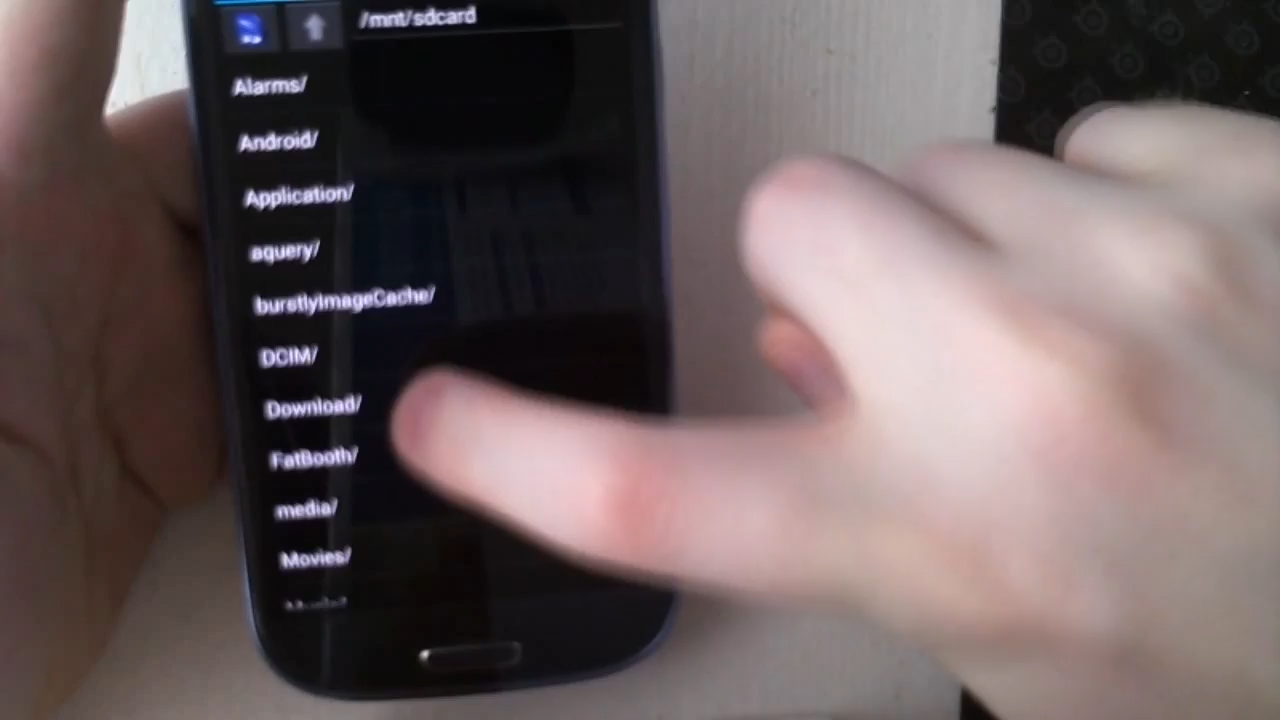 /mnt/sdcard
Alarms/
Android/
Application/
aquery/
burstlyImageCache/
DCIM/
Download/
FatBooth/
media/
Movies/